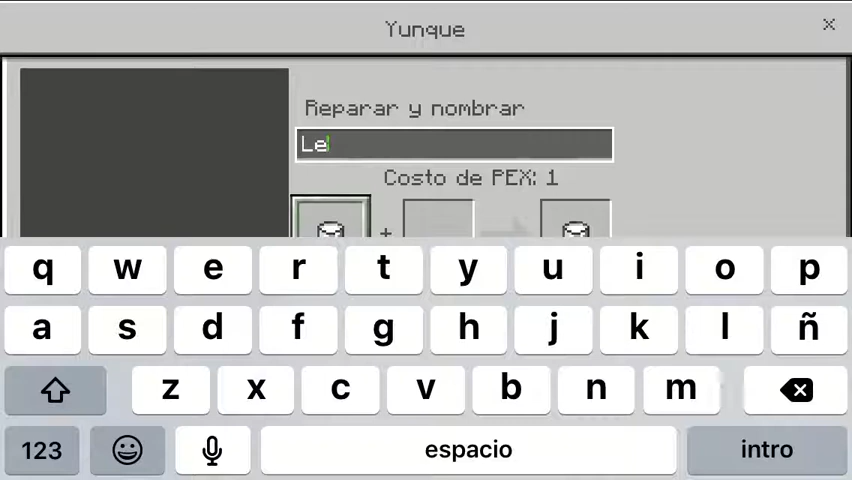 Yunque
Reparar y nombrar
Le
Costo de PEX: 1
+
q w e r t y u i o p
a s d f g h j k l ñ
z x c v b n m
123 espacio intro